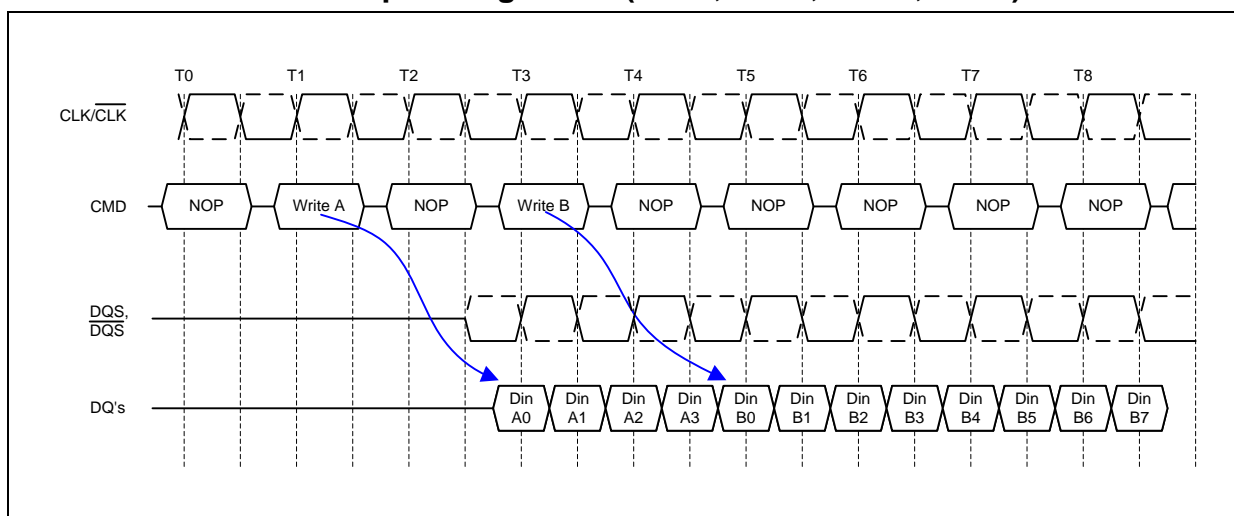 T0 T1 T2 T3 T4 T5 T6 T7 T8
CLK/CLK
CMD NOP Write A NOP Write B NOP NOP NOP NOP NOP
DQS,
DQS
DQ's
Din Din Din Din Din Din Din Din Din Din Din Din
A0 A1 A2 A3 B0 B1 B2 B3 B4 B5 B6 B7